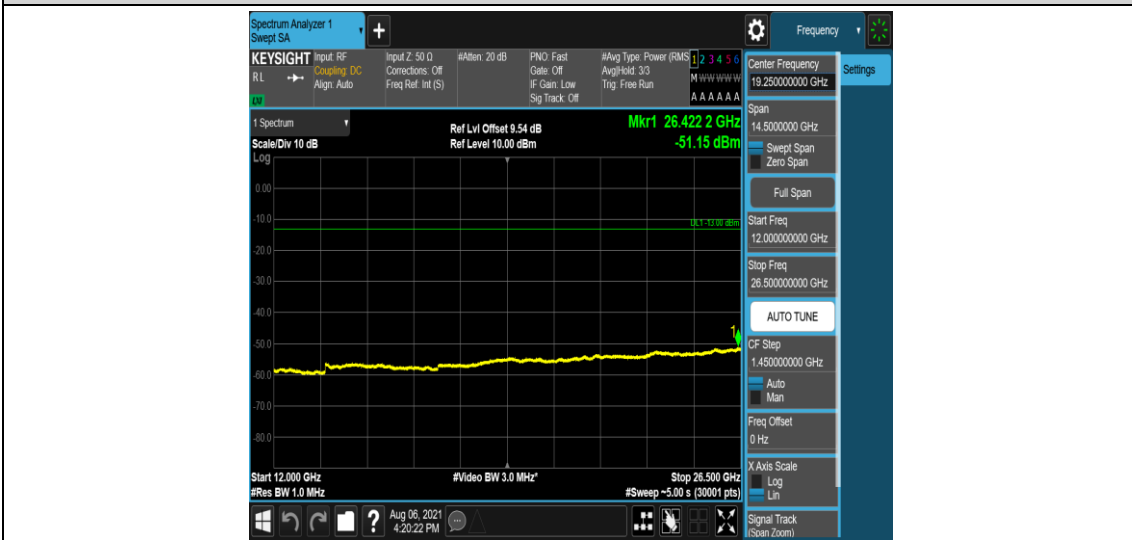 Spectrum Analyzer 1
Swept SA
+
Frequency
KEYSIGHT
RL
LXI
Input: RF
Coupling: DC
Align: Auto
Input Z: 50 Ω
Corrections: Off
Freq Ref: Int (S)
#Atten: 20 dB
PNO: Fast
Gate: Off
IF Gain: Low
Sig Track: Off
#Avg Type: Power (RMS
Avg|Hold: 3/3
Trig: Free Run
1 2 3 4 5 6
M W W W W W
A A A A A A
1 Spectrum
Scale/Div 10 dB
Log
Ref Lvl Offset 9.54 dB
Ref Level 10.00 dBm
Mkr1 26.422 2 GHz
-51.15 dBm
0.00
-10.0
DL1 -13.00 dBm
-20.0
-30.0
-40.0
1
-50.0
-60.0
-70.0
-80.0
Start 12.000 GHz
#Res BW 1.0 MHz
#Video BW 3.0 MHz*
Stop 26.500 GHz
#Sweep ~5.00 s (30001 pts)
?
Aug 06, 2021
4:20:22 PM
Center Frequency
19.250000000 GHz
Settings
Span
14.5000000 GHz
Swept Span
Zero Span
Full Span
Start Freq
12.000000000 GHz
Stop Freq
26.500000000 GHz
AUTO TUNE
CF Step
1.450000000 GHz
Auto
Man
Freq Offset
0 Hz
X Axis Scale
Log
Lin
Signal Track
(Span Zoom)